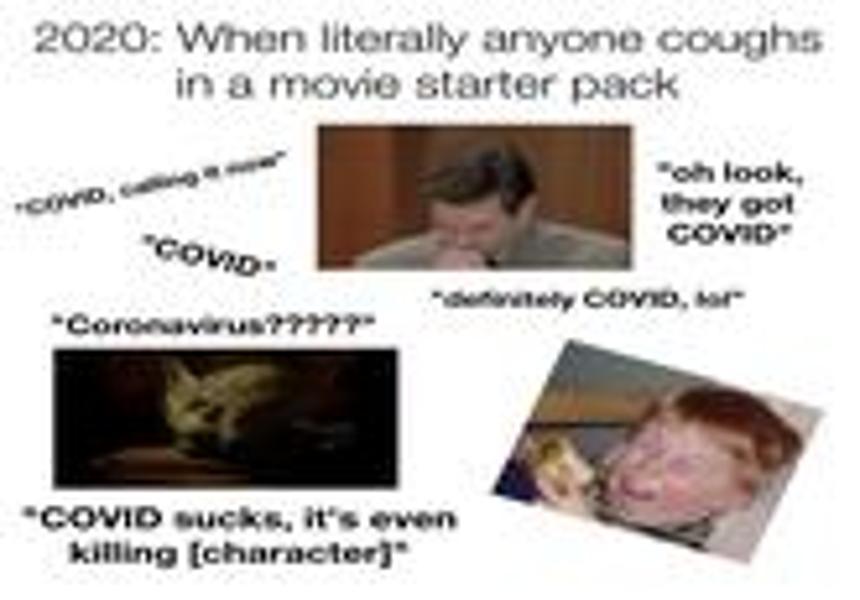 2020: When literally anyone coughs
in a movie starter pack
"COVID, calling it now"
"oh look,
they got
COVID"
"COVID"
"definitely COVID, lol"
"Coronavirus?????"
"COVID sucks, it's even
killing [character]"